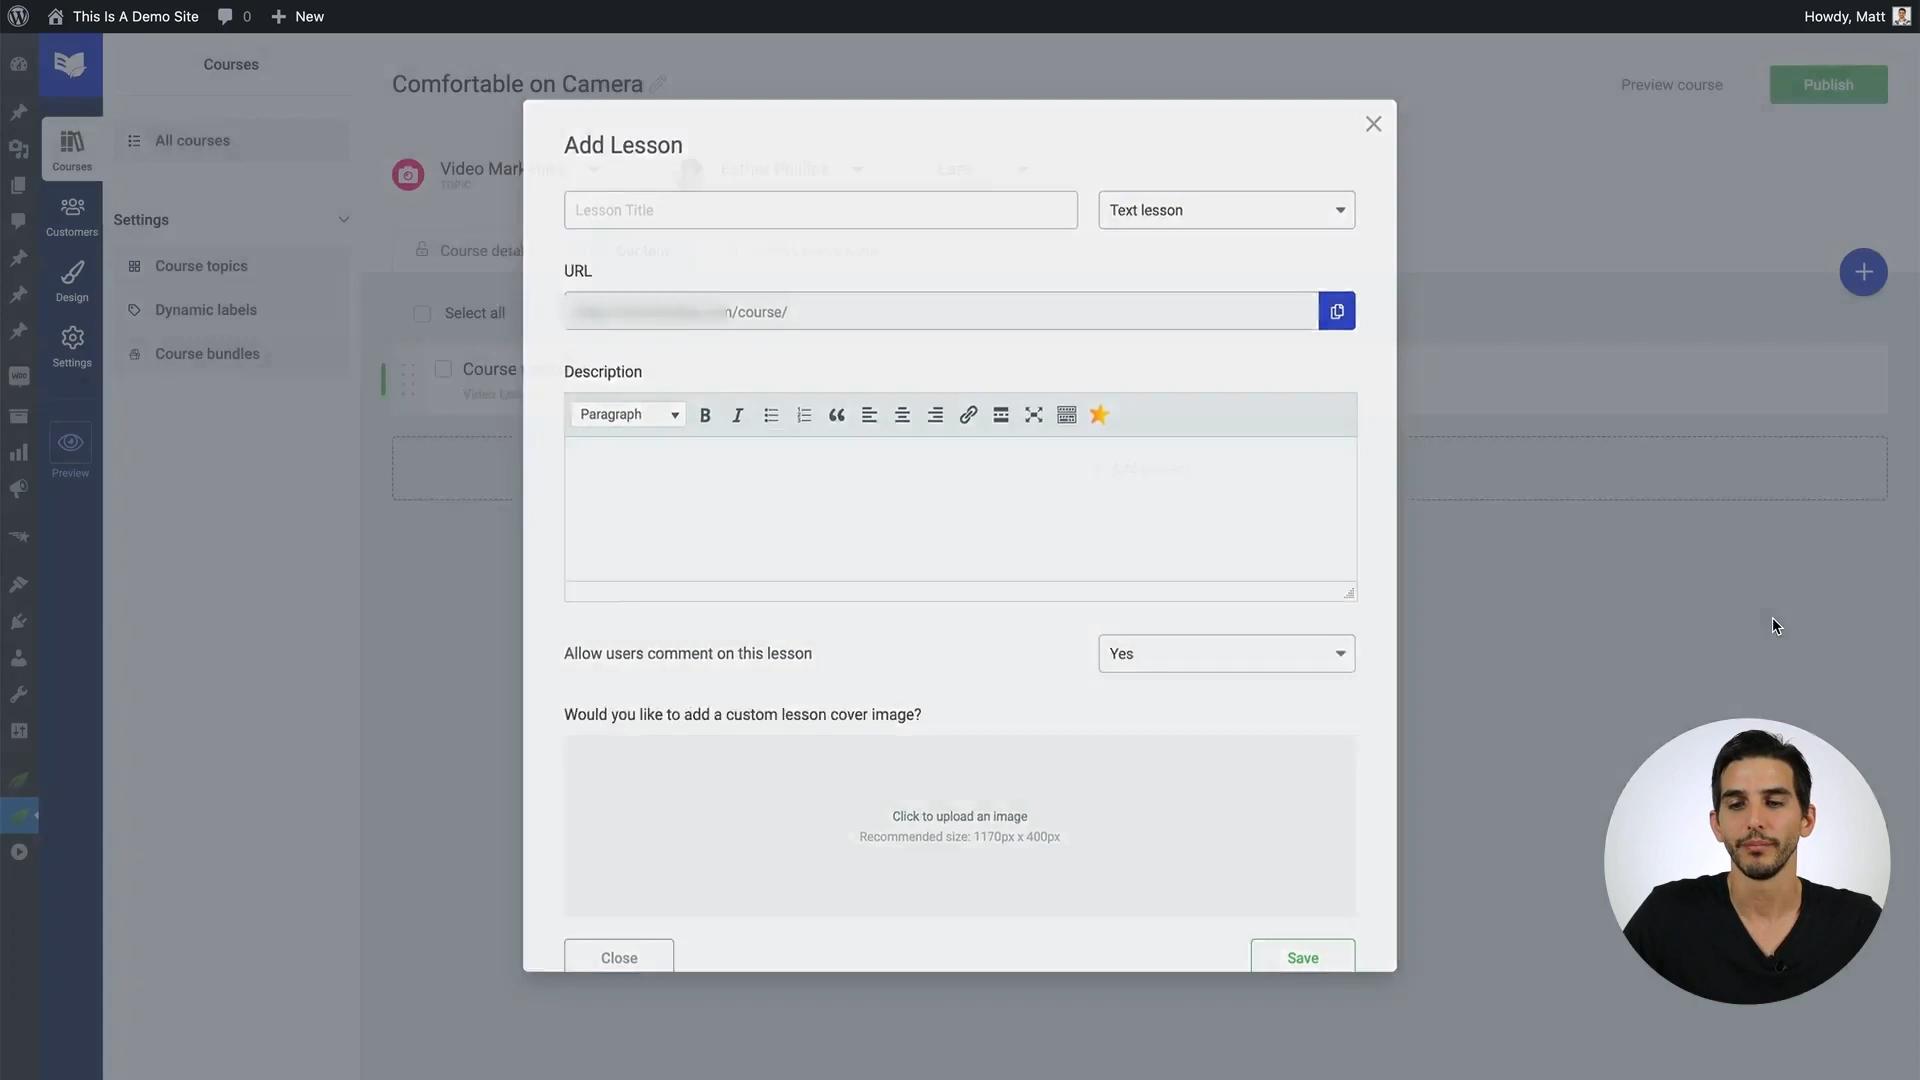 This Is A Demo Site 0 New
Howdy, Matt
Courses
Comfortable on Camera
Preview course
Publish
All courses
Courses
Settings
Customers
Course topics
Design
Dynamic labels
Course bundles
Settings
Preview
Video
TOPIC
Course
Select all
Course
Video
Add Lesson
Lesson Title
Text lesson
URL
/course/
Description
Paragraph
Allow users comment on this lesson
Yes
Would you like to add a custom lesson cover image?
Click to upload an image
Recommended size: 1170px x 400px
Close
Save